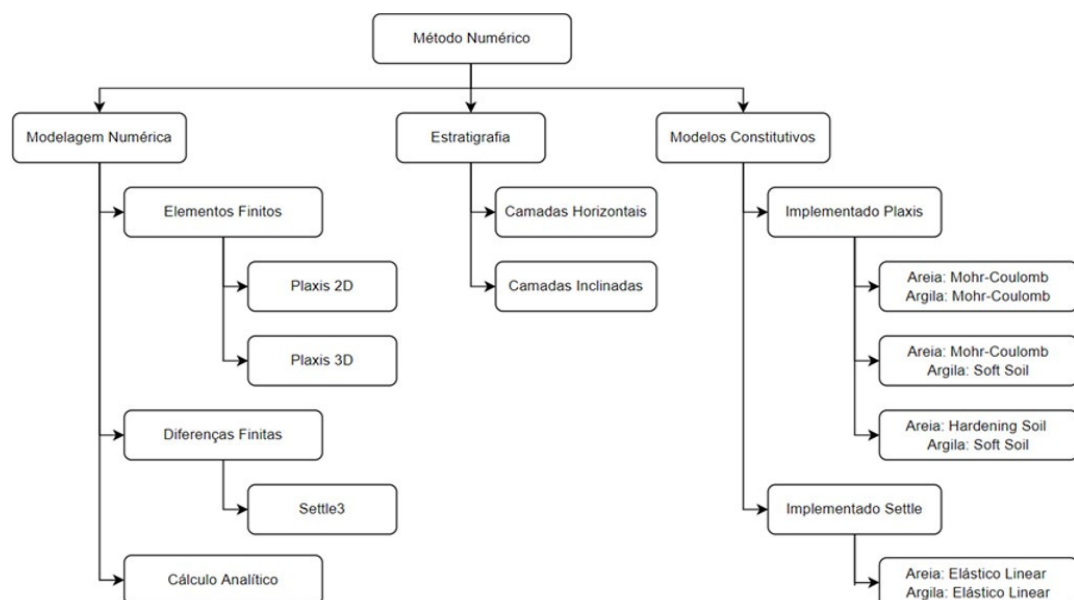 Método Numérico
Modelagem Numérica
Estratigrafia
Modelos Constitutivos
Elementos Finitos
Camadas Horizontais
Implementado Plaxis
Plaxis 2D
Camadas Inclinadas
Areia: Mohr-Coulomb
Argila: Mohr-Coulomb
Plaxis 3D
Areia: Mohr-Coulomb
Argila: Soft Soil
Diferenças Finitas
Areia: Hardening Soil
Argila: Soft Soil
Settle3
Implementado Settle
Cálculo Analítico
Areia: Elástico Linear
Argila: Elástico Linear